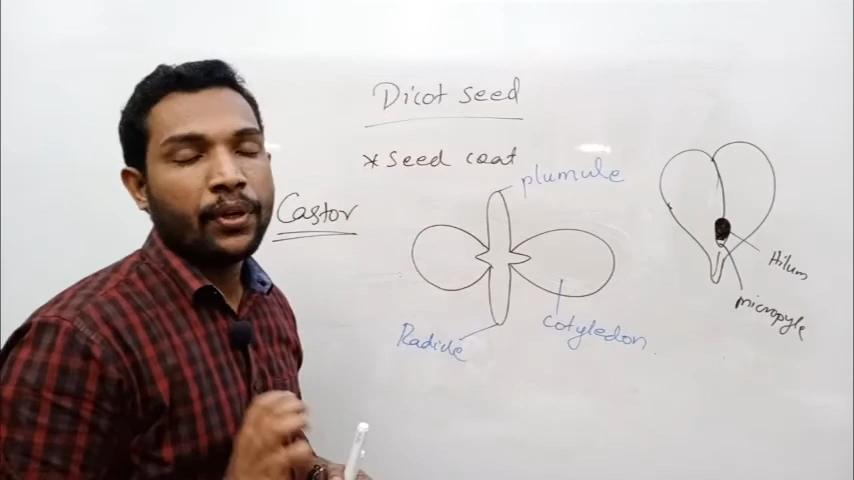 Dicot seed
* Seed coat
plumule
Castor
Hilum
micropyle
Radicle
cotyledon